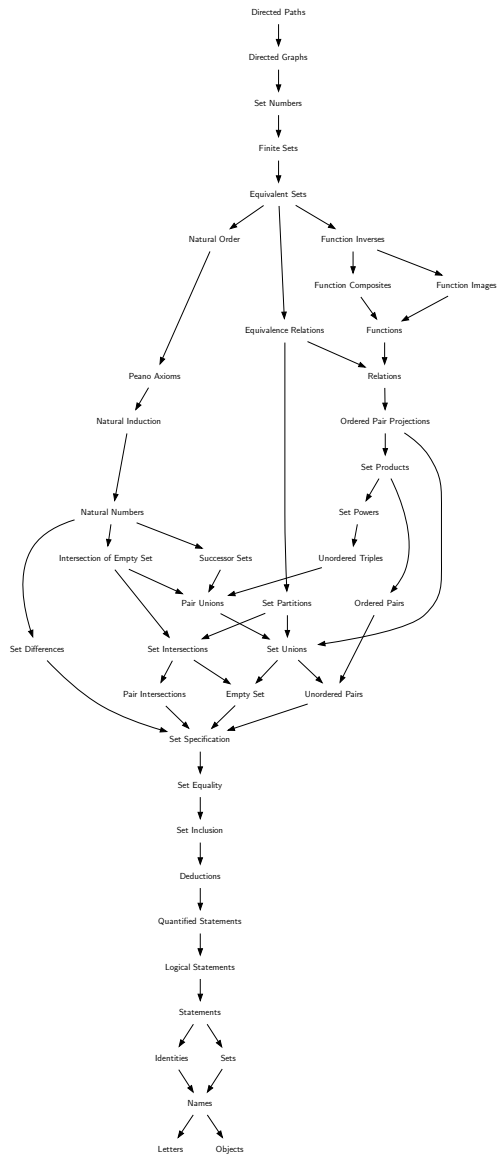 Directed Paths
Directed Graphs
Set Numbers
Finite Sets
Equivalent Sets
Natural Order
Function Inverses
Function Composites
Function Images
Equivalence Relations
Functions
Peano Axioms
Relations
Natural Induction
Ordered Pair Projections
Set Products
Natural Numbers
Set Powers
Intersection of Empty Set
Successor Sets
Unordered Triples
Pair Unions
Set Partitions
Ordered Pairs
Set Differences
Set Intersections
Set Unions
Pair Intersections
Empty Set
Unordered Pairs
Set Specification
Set Equality
Set Inclusion
Deductions
Quantified Statements
Logical Statements
Statements
Identities
Sets
Names
Letters
Objects